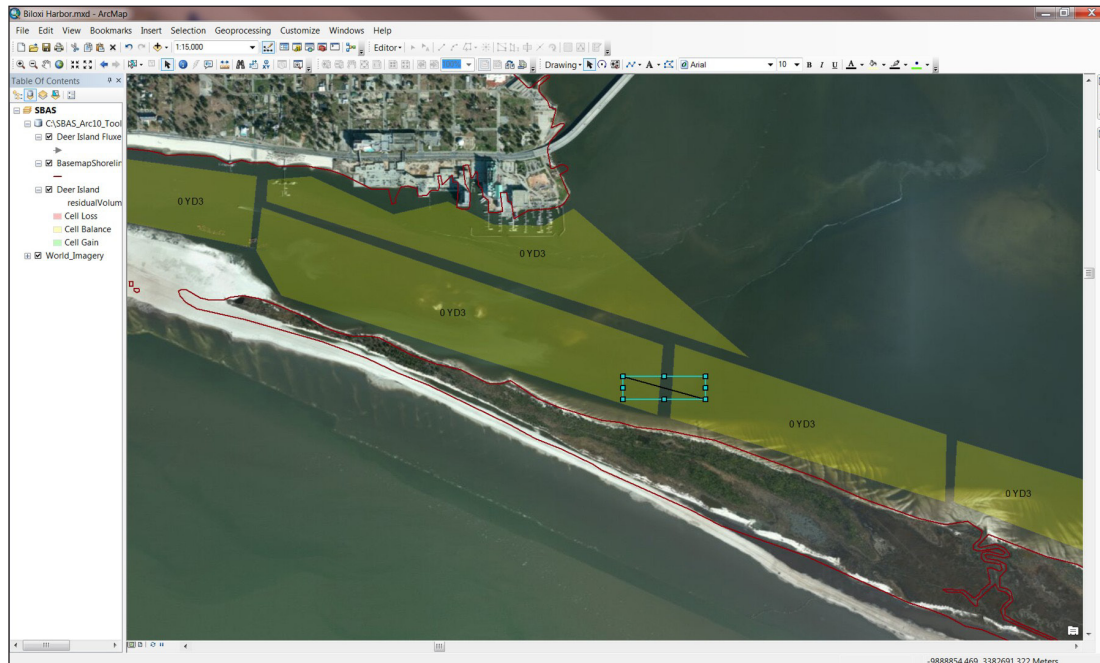 Biloxi Harbor.mxd - ArcMap
File Edit View Bookmarks Insert Selection Geoprocessing Customize Windows Help
1:15,000 Editor
Drawing Arial 10 B I U A
Table Of Contents
SBAS
C:\SBAS_Arc10_Tool
Deer Island Fluxe
BasemapShorelin
Deer Island
residualVolum
Cell Loss
Cell Balance
Cell Gain
World_Imagery
0 YD3
0 YD3
0 YD3
0 YD3
0 YD3
-9888854.469 3382691.322 Meters